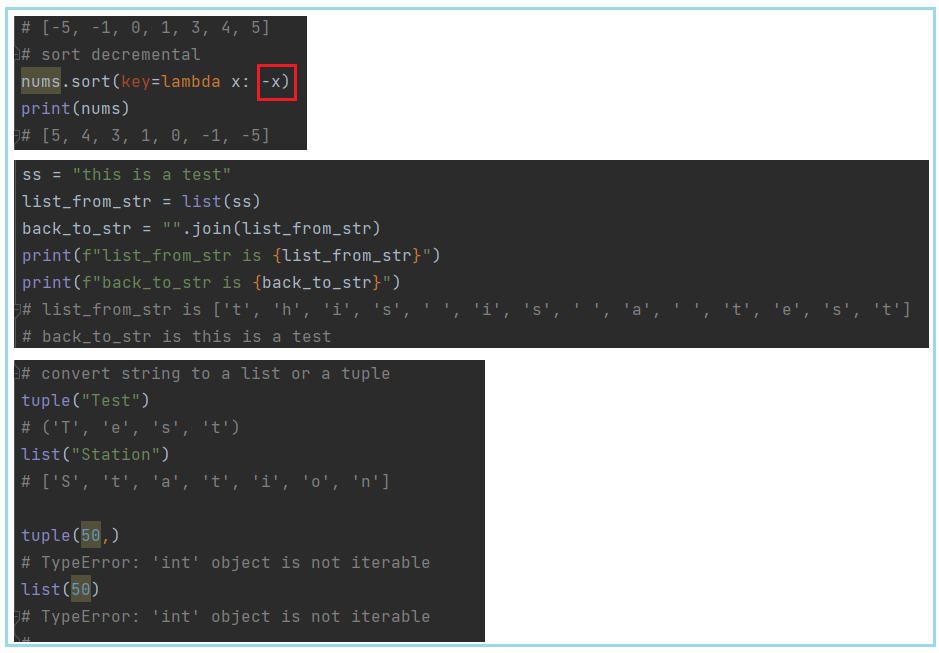 # [-5, -1, 0, 1, 3, 4, 5]
# sort decremental
nums.sort(key=lambda x: -x)
print(nums)
# [5, 4, 3, 1, 0, -1, -5]
ss = "this is a test"
list_from_str = list(ss)
back_to_str = "".join(list_from_str)
print(f"list_from_str is {list_from_str}")
print(f"back_to_str is {back_to_str}")
# list_from_str is ['t', 'h', 'i', 's', ' ', 'i', 's', ' ', 'a', ' ', 't', 'e', 's', 't']
# back_to_str is this is a test
# convert string to a list or a tuple
tuple("Test")
# ('T', 'e', 's', 't')
list("Station")
# ['S', 't', 'a', 't', 'i', 'o', 'n']
tuple(50,)
# TypeError: 'int' object is not iterable
list(50)
# TypeError: 'int' object is not iterable
#